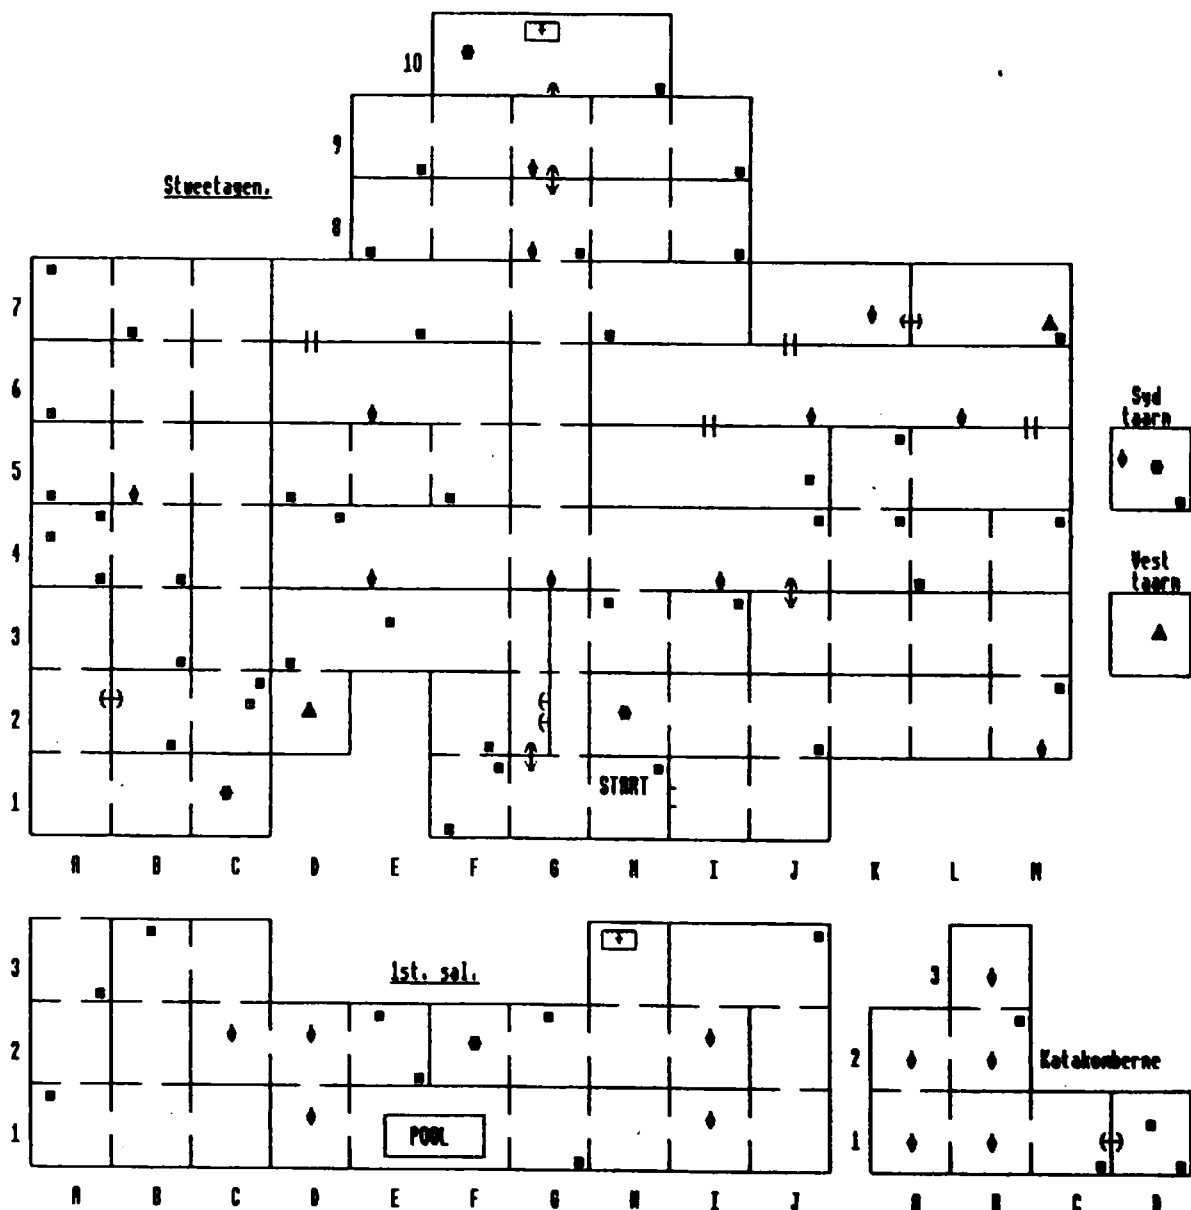 10
9
Stueetagen.
8
7
6
Syd
taarn
5
4
Vest
taarn
3
2
START
1
A B C D E F G H I J K L M
3
1st. sal.
3
2
2
Katakomberne
1
POOL
1
A B C D E F G H I J
A B C D